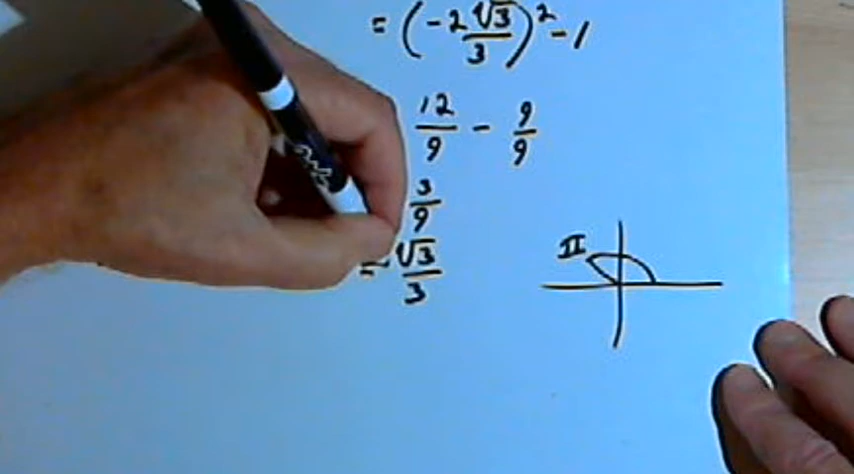 = (-2√3/3)² - 1
12/9 - 9/9
3/9
= -√3/3
II